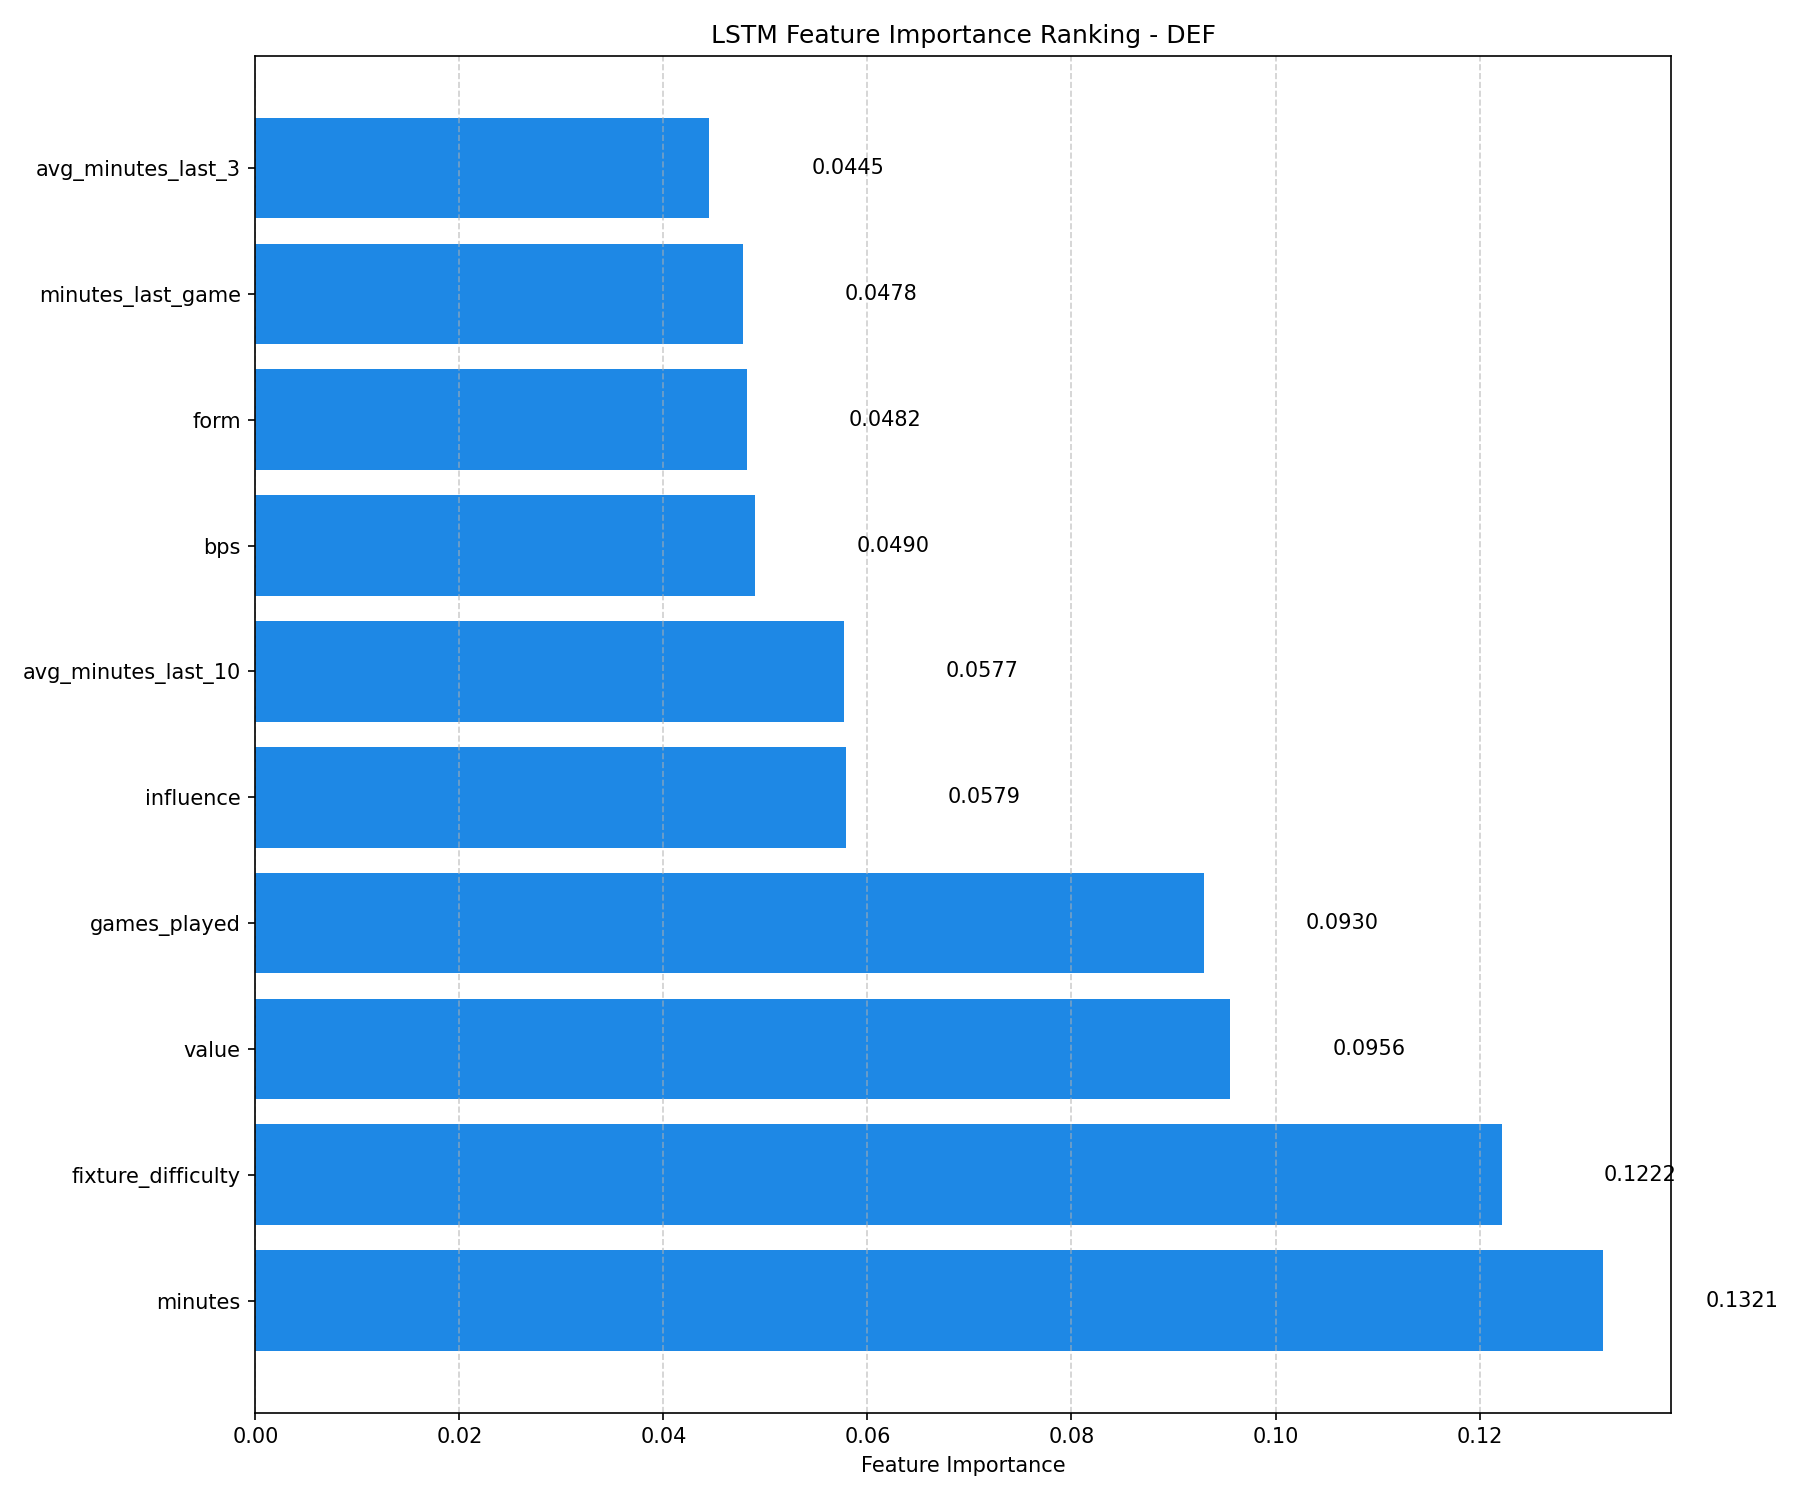 LSTM Feature Importance Ranking - DEF
avg_minutes_last_3 0.0445
minutes_last_game 0.0478
form 0.0482
bps 0.0490
avg_minutes_last_10 0.0577
influence 0.0579
games_played 0.0930
value 0.0956
fixture_difficulty 0.1222
minutes 0.1321
0.00 0.02 0.04 0.06 0.08 0.10 0.12
Feature Importance